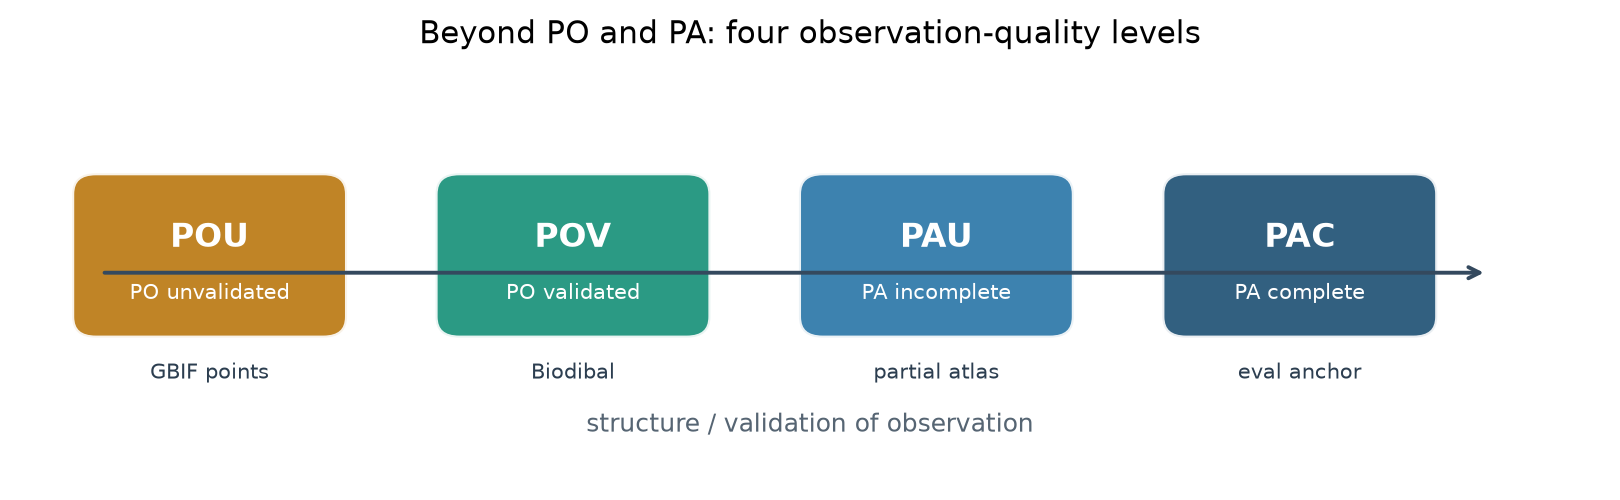 Beyond PO and PA: four observation-quality levels
POU
PO unvalidated
GBIF points
POV
PO validated
Biodibal
PAU
PA incomplete
partial atlas
PAC
PA complete
eval anchor
structure / validation of observation